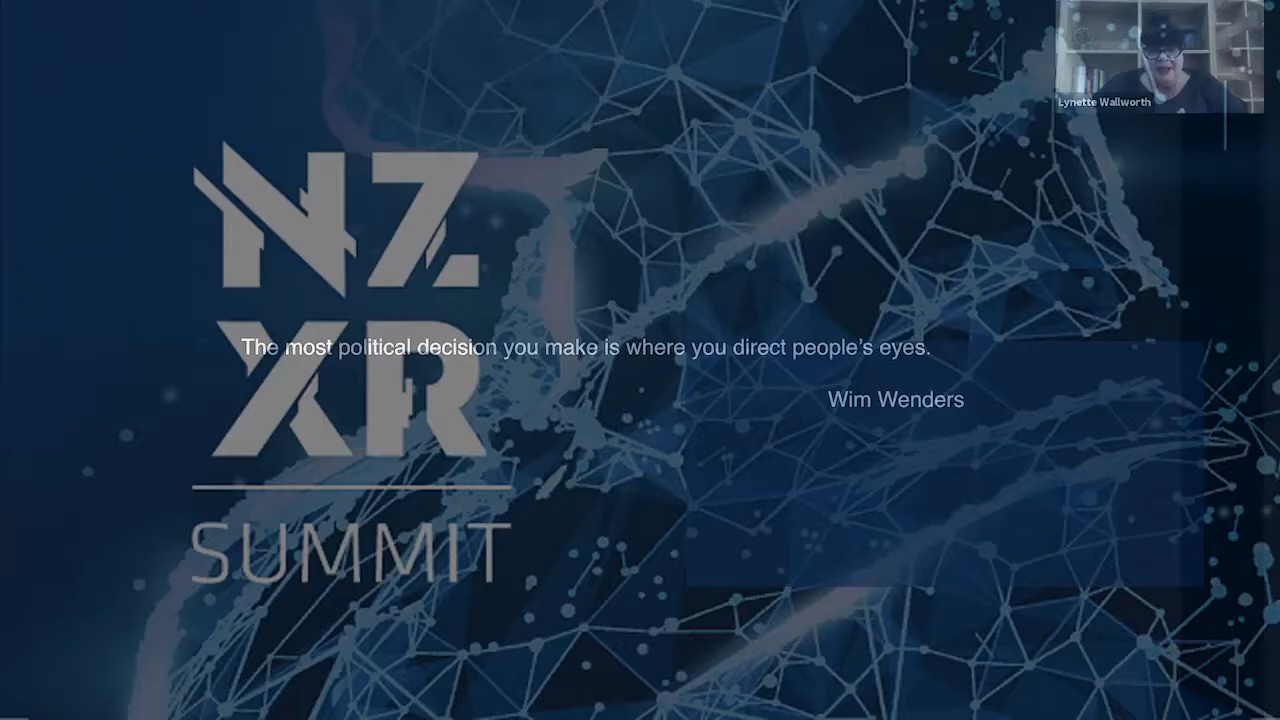 Lynette Wallworth
NZ
XR
SUMMIT
The most political decision you make is where you direct people's eyes.
Wim Wenders